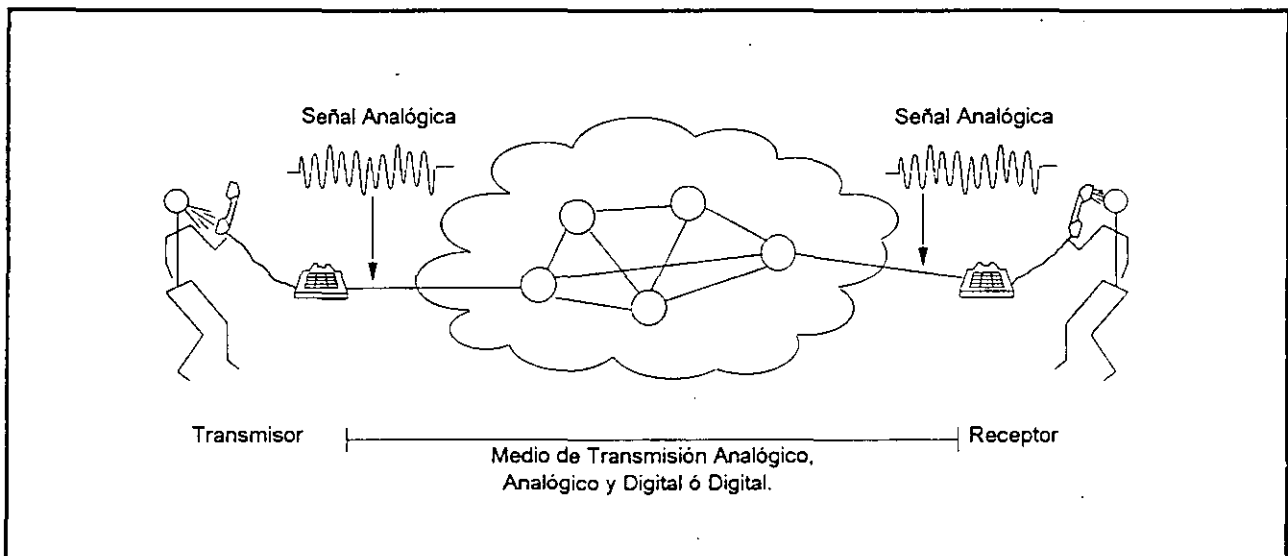 Señal Analógica
Señal Analógica
Transmisor
Receptor
Medio de Transmisión Analógico,
Analógico y Digital ó Digital.